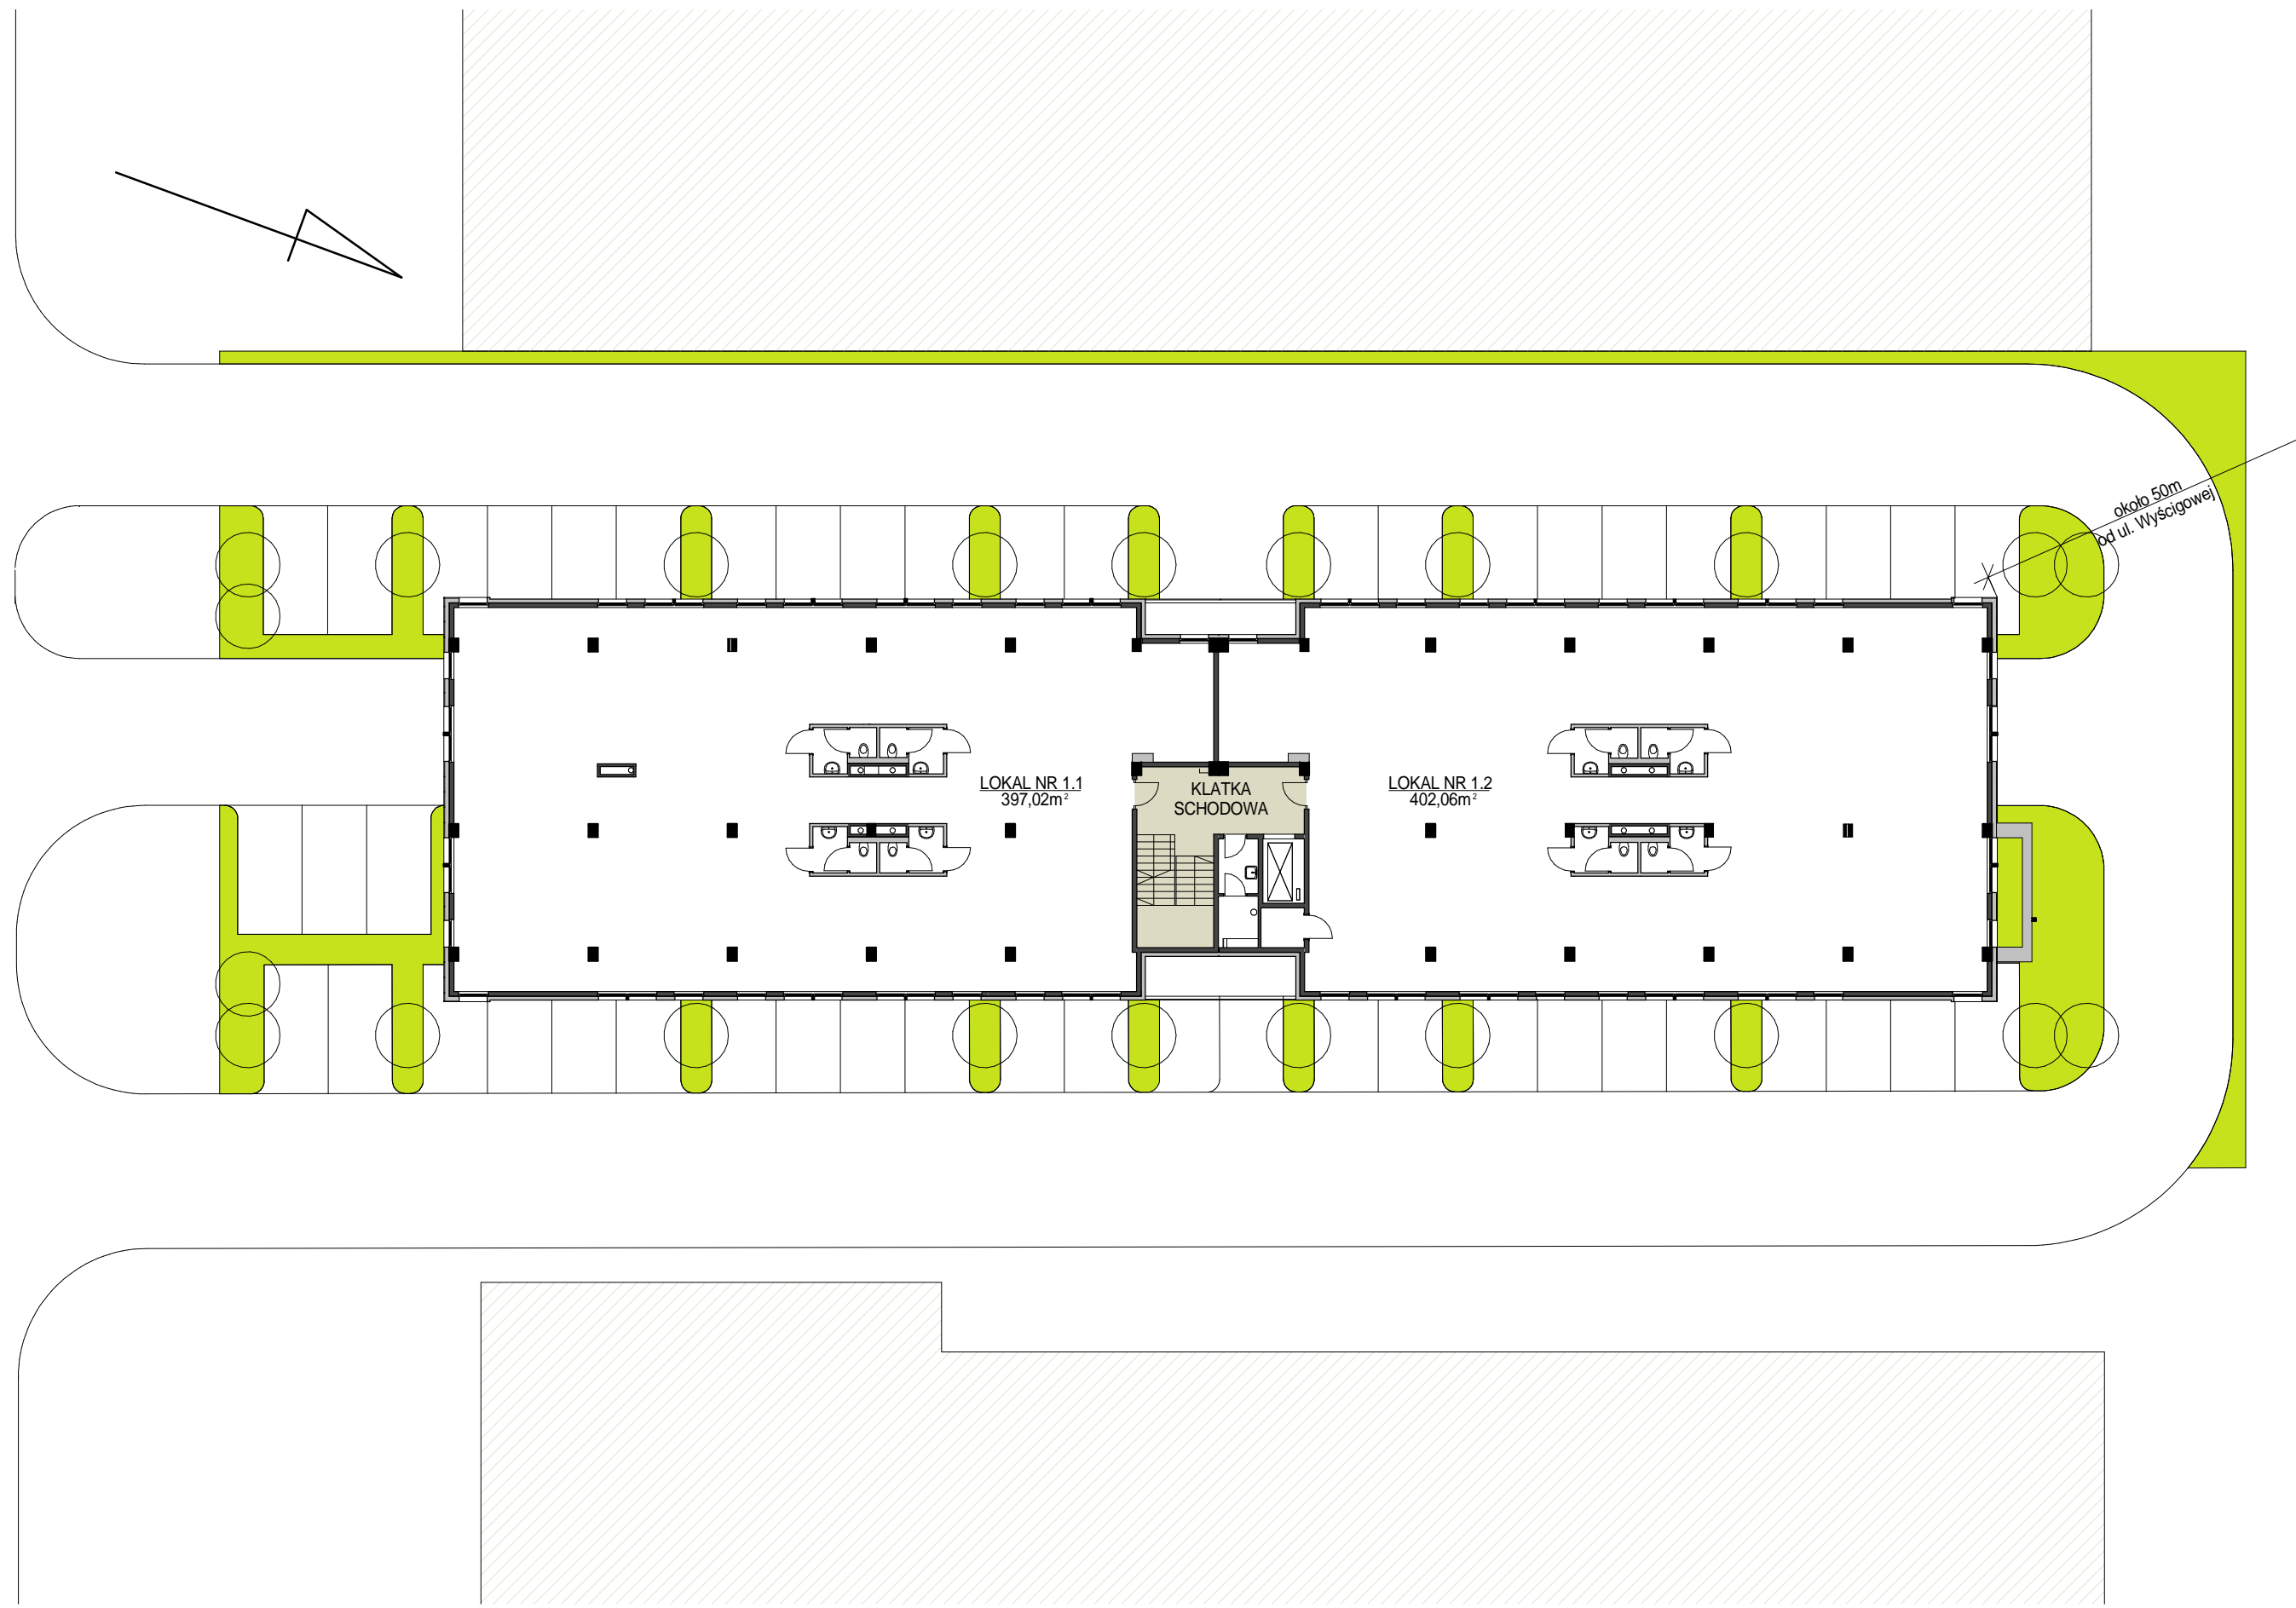 około 50m
od ul. Wyścigowej
LOKAL NR 1.1
397,02m²
KLATKA
SCHODOWA
LOKAL NR 1.2
402,06m²